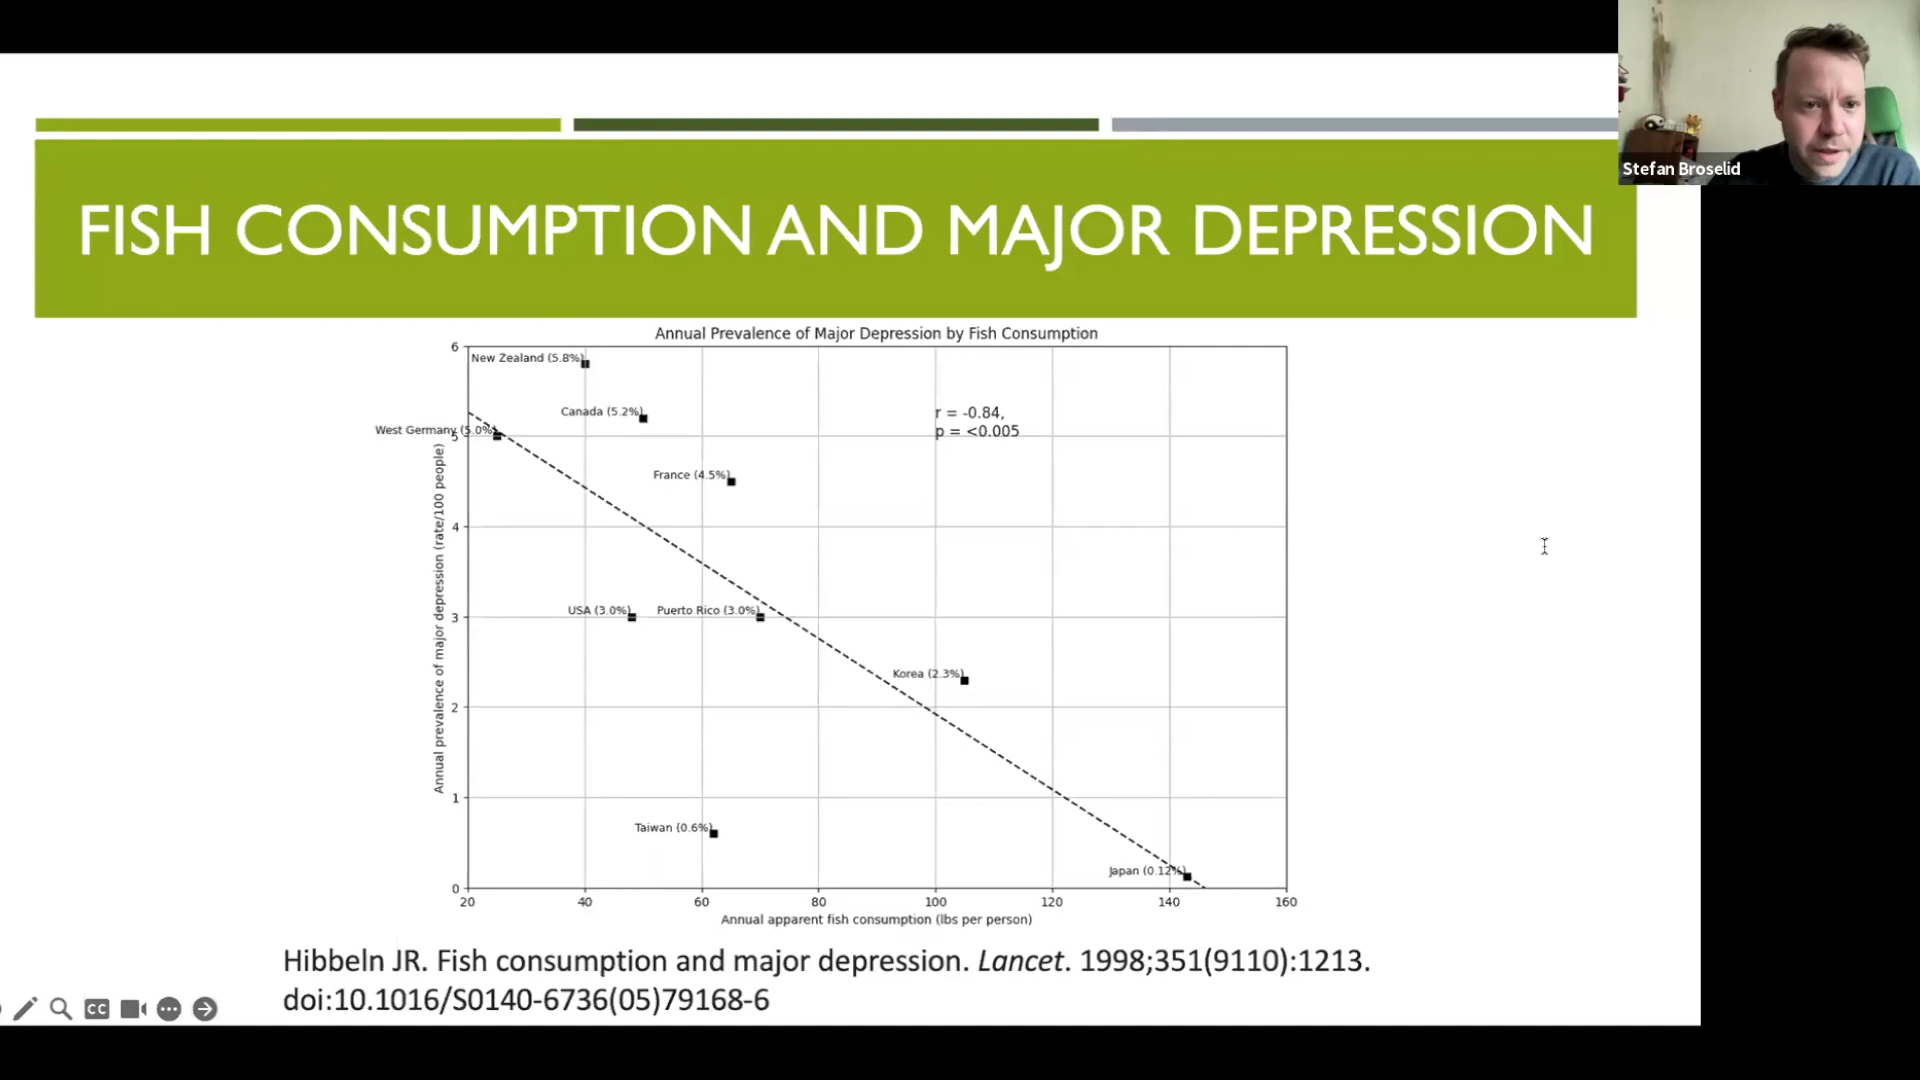 Stefan Broselid
FISH CONSUMPTION AND MAJOR DEPRESSION
Annual Prevalence of Major Depression by Fish Consumption
6
New Zealand (5.8%)
Canada (5.2%)
r = -0.84,
p = <0.005
West Germany (5.0%)
5
France (4.5%)
4
USA (3.0%)
Puerto Rico (3.0%)
3
Korea (2.3%)
2
1
Taiwan (0.6%)
Japan (0.12%)
0
Annual prevalence of major depression (rate/100 people)
20 40 60 80 100 120 140 160
Annual apparent fish consumption (lbs per person)
Hibbeln JR. Fish consumption and major depression. Lancet. 1998;351(9110):1213.
doi:10.1016/S0140-6736(05)79168-6
CC